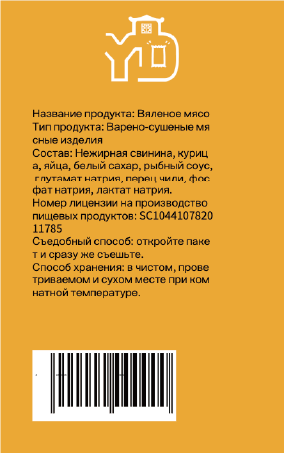 Название продукта: Вяленое мясо
Тип продукта: Варено-сушеные мя
сные изделия
Состав: Нежирная свинина, куриц
а, яйца, белый сахар, рыбный соус,
глутамат натрия, перец чили, фос
фат натрия, лактат натрия.
Номер лицензии на производство
пищевых продуктов: SC1044107820
11785
Съедобный способ: откройте паке
т и сразу же съешьте.
Способ хранения: в чистом, прове
триваемом и сухом месте при ком
натной температуре.